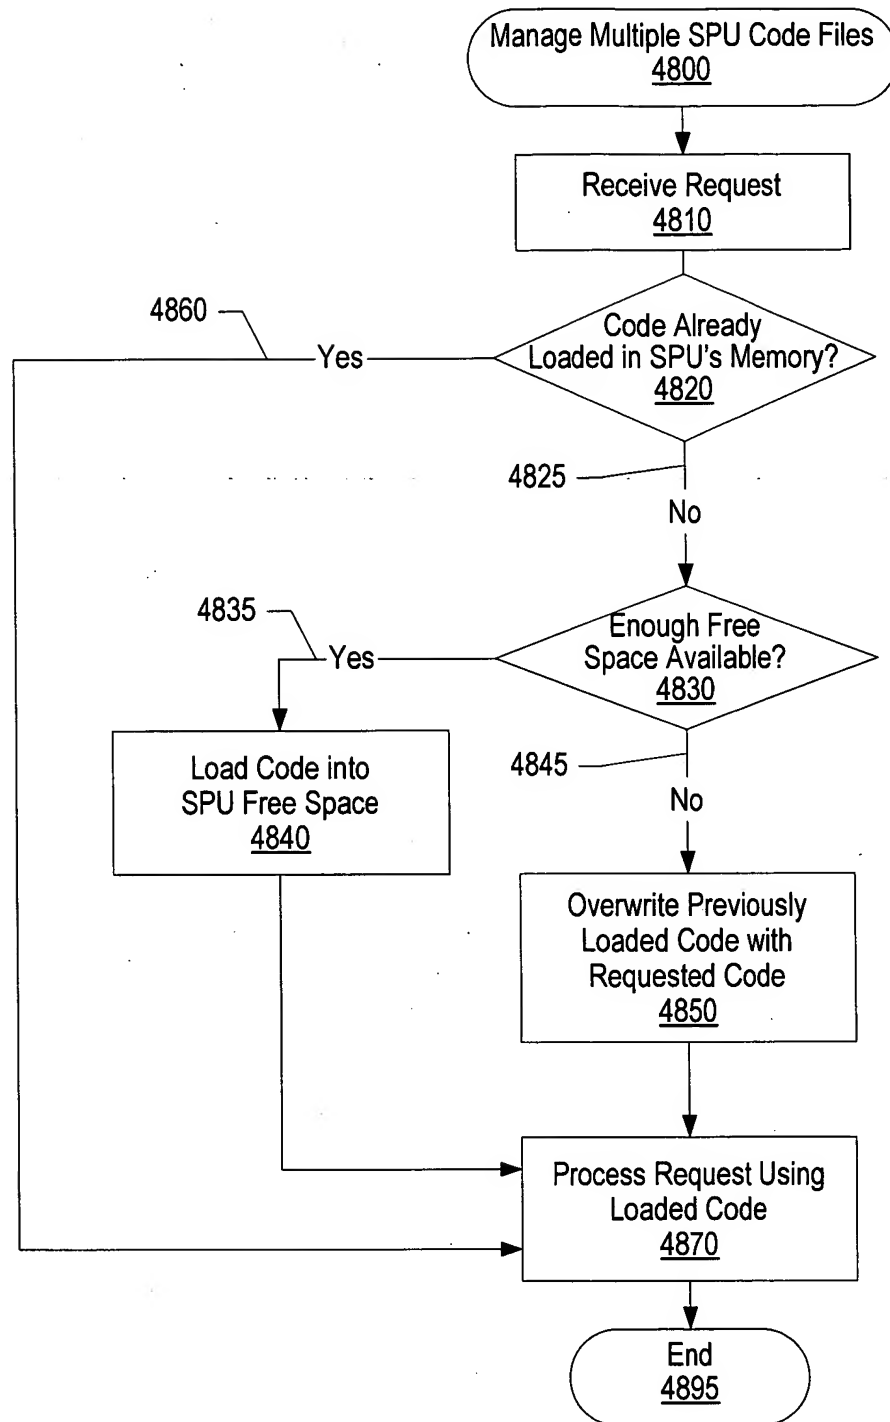 Manage Multiple SPU Code Files
4800
Receive Request
4810
4860
Yes
Code Already
Loaded in SPU's Memory?
4820
4825
No
4835
Yes
Enough Free
Space Available?
4830
Load Code into
SPU Free Space
4840
4845
No
Overwrite Previously
Loaded Code with
Requested Code
4850
Process Request Using
Loaded Code
4870
End
4895